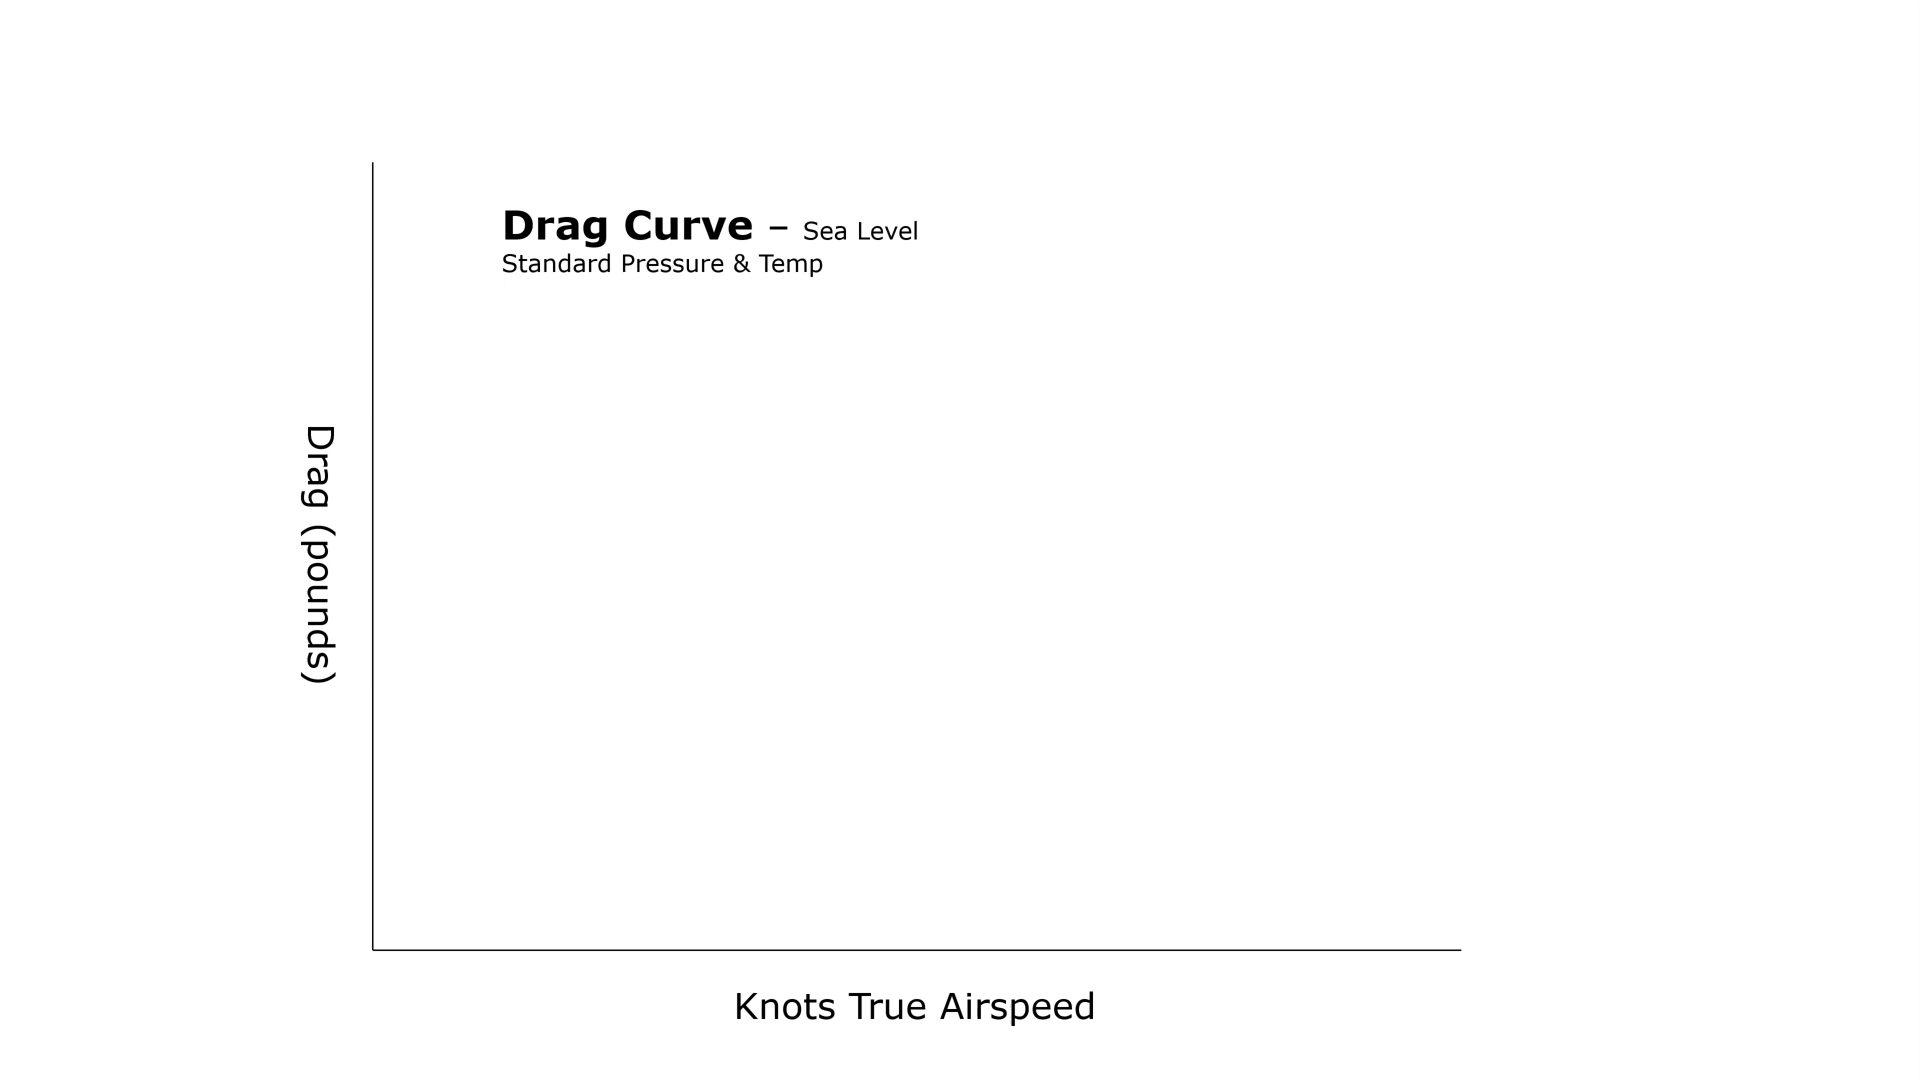 Drag Curve – Sea Level
Standard Pressure & Temp
Drag (pounds)
Knots True Airspeed